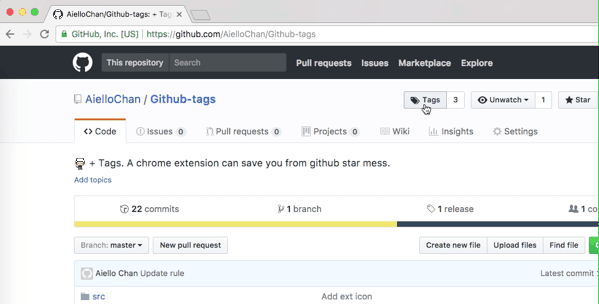 AielloChan/Github-tags: + Tag
GitHub, Inc. [US] https://github.com/AielloChan/Github-tags
This repository Search Pull requests Issues Marketplace Explore
AielloChan / Github-tags Tags 3 Unwatch 1 Star
Code Issues 0 Pull requests 0 Projects 0 Wiki Insights Settings
+ Tags. A chrome extension can save you from github star mess.
Add topics
22 commits 1 branch 1 release 1 co
Branch: master New pull request Create new file Upload files Find file
Aiello Chan Update rule Latest commit
src Add ext icon